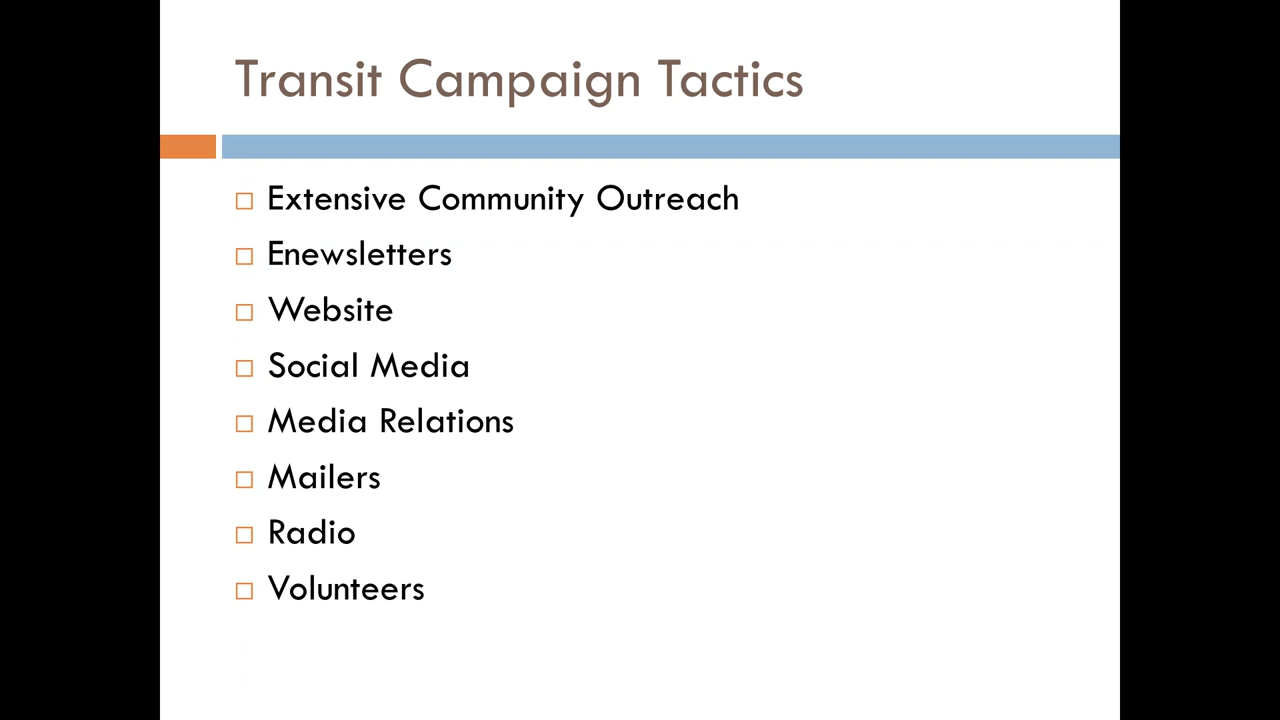 Transit Campaign Tactics
Extensive Community Outreach
Enewsletters
Website
Social Media
Media Relations
Mailers
Radio
Volunteers